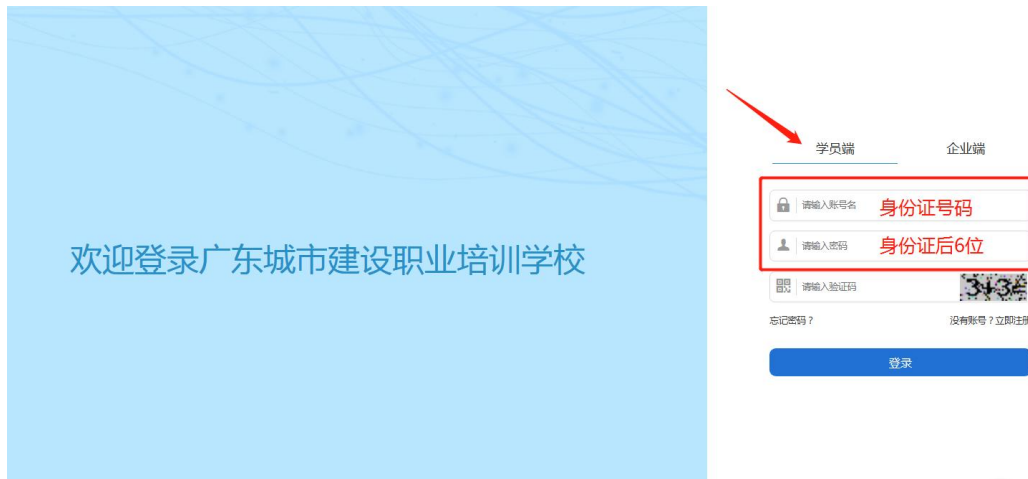 欢迎登录广东城市建设职业培训学校
学员端 企业端
请输入账号名 身份证号码
请输入密码 身份证后6位
请输入验证码
忘记密码？ 没有账号？立即注册
登录